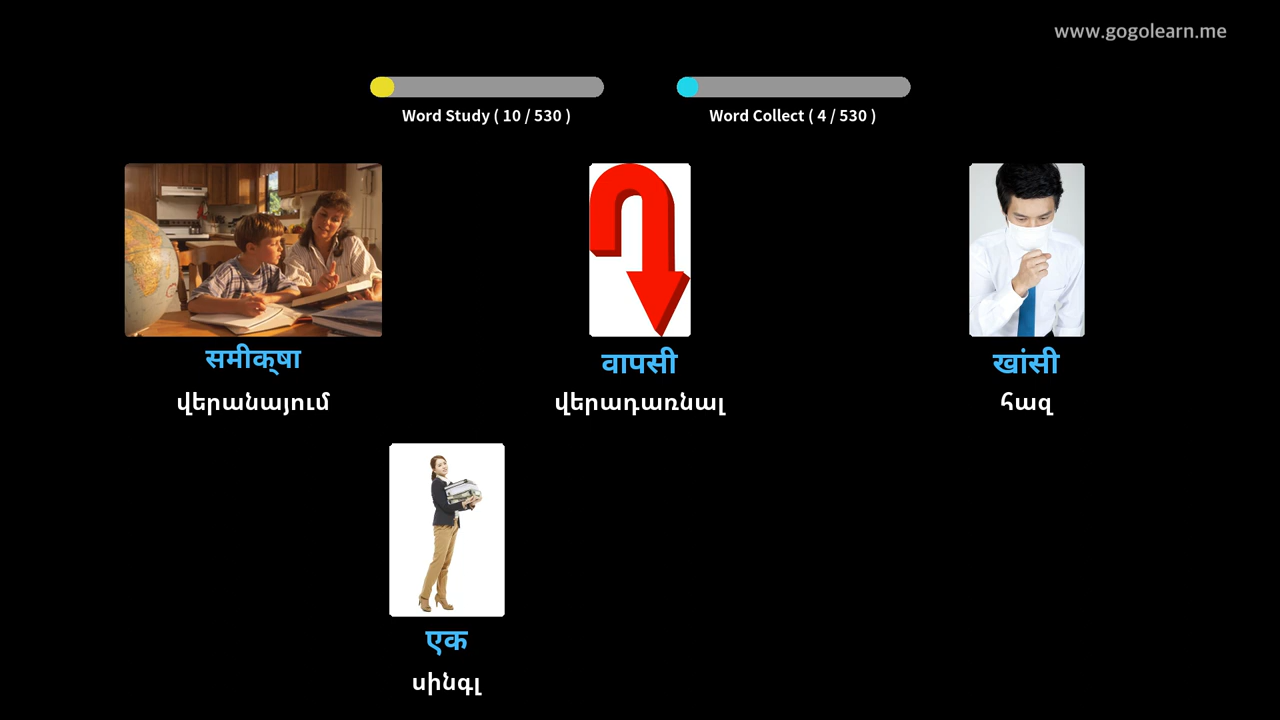 www.gogolearn.me
Word Study ( 10 / 530 )
Word Collect ( 4 / 530 )
समीक्‌षा
վերանայում
वापसी
վերադառնալ
खांसी
հազ
एक
սինգլ